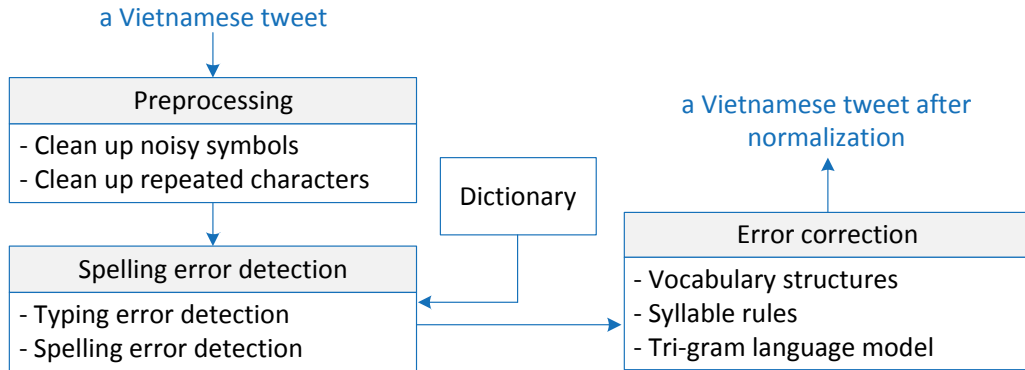 a Vietnamese tweet
Preprocessing
- Clean up noisy symbols
- Clean up repeated characters
Dictionary
Spelling error detection
- Typing error detection
- Spelling error detection
a Vietnamese tweet after
normalization
Error correction
- Vocabulary structures
- Syllable rules
- Tri-gram language model